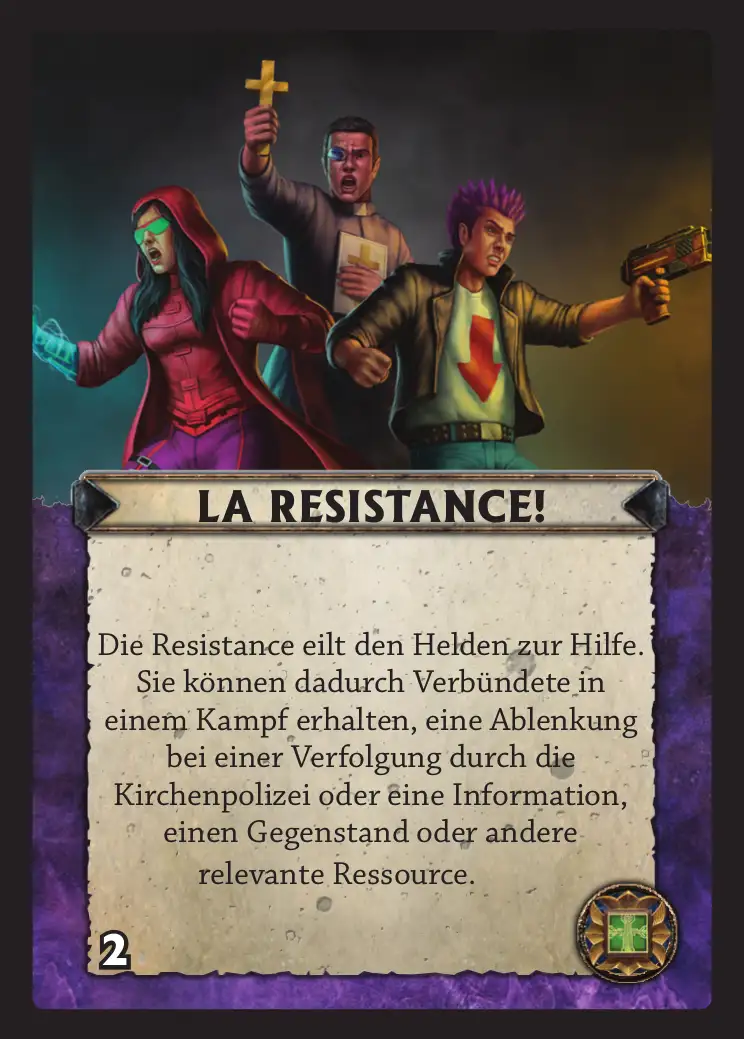 LA RESISTANCE!
Die Resistance eilt den Helden zur Hilfe.
Sie können dadurch Verbündete in
einem Kampf erhalten, eine Ablenkung
bei einer Verfolgung durch die
Kirchenpolizei oder eine Information,
einen Gegenstand oder andere
relevante Ressource.
2